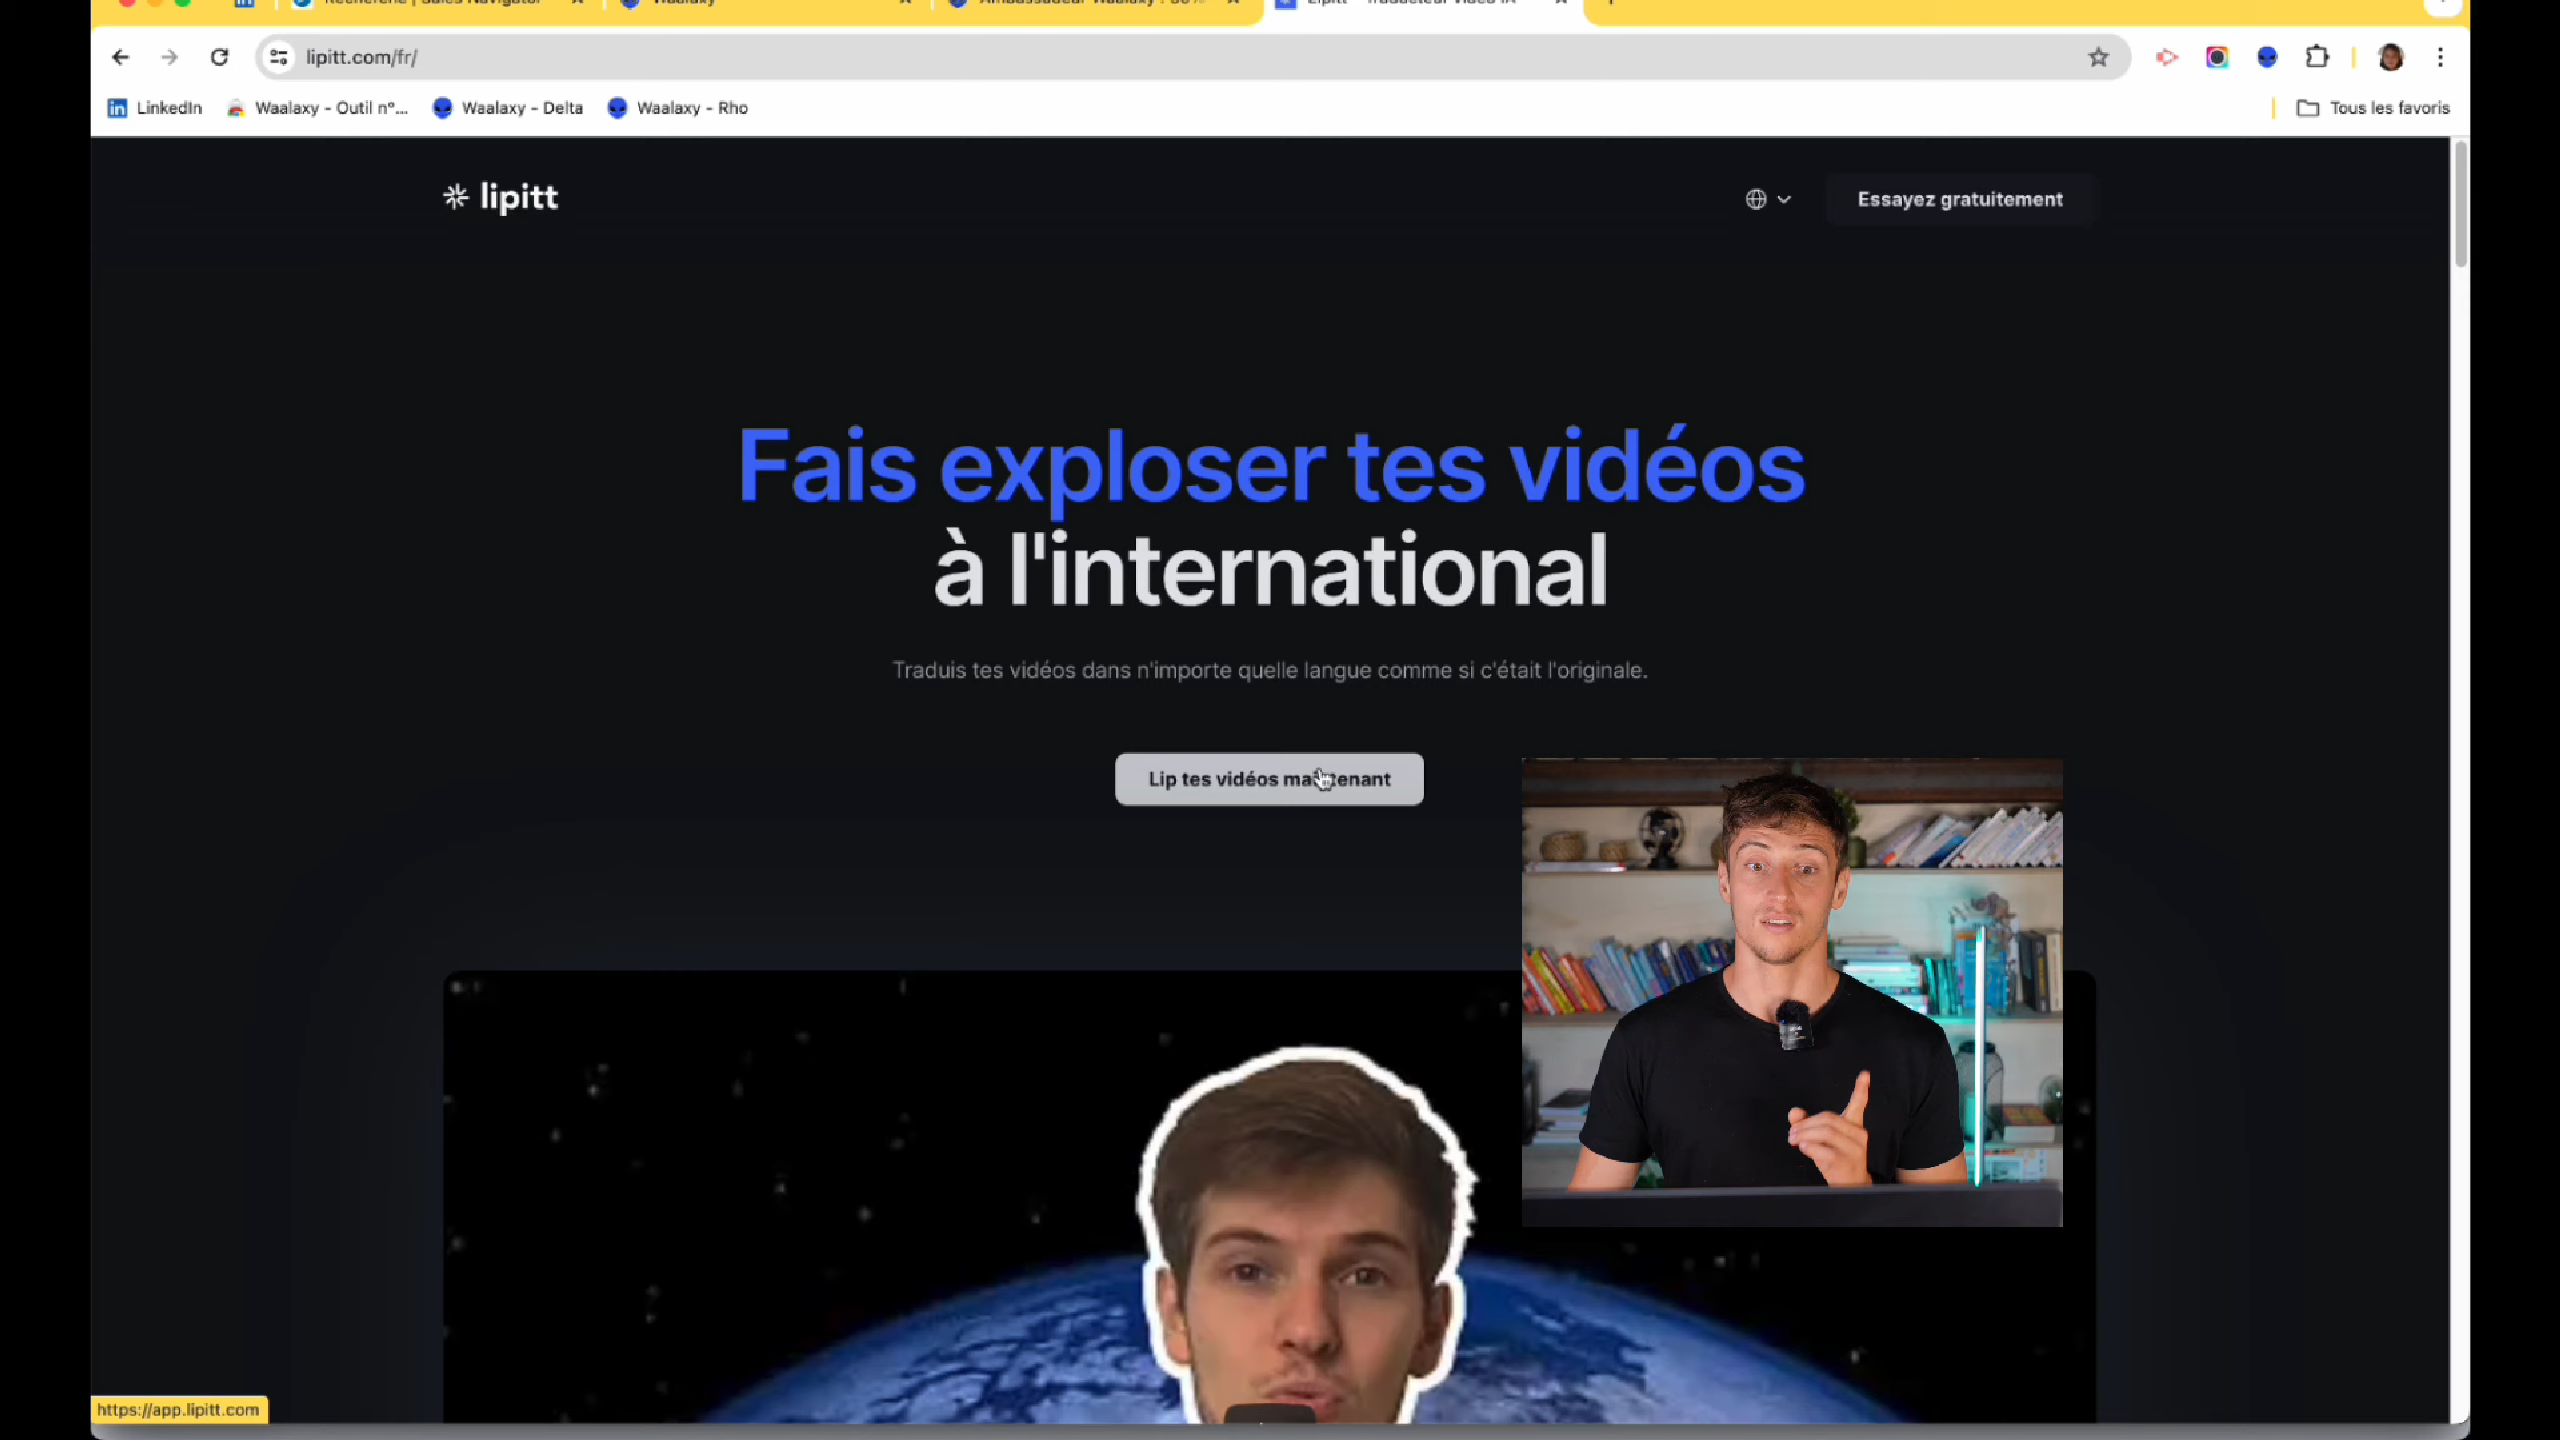 lipitt.com/fr/
LinkedIn
Waalaxy - Outil n°...
Waalaxy - Delta
Waalaxy - Rho
Tous les favoris
lipitt
Essayez gratuitement
Fais exploser tes vidéos
à l'international
Traduis tes vidéos dans n'importe quelle langue comme si c'était l'originale.
Lip tes vidéos maintenant
https://app.lipitt.com